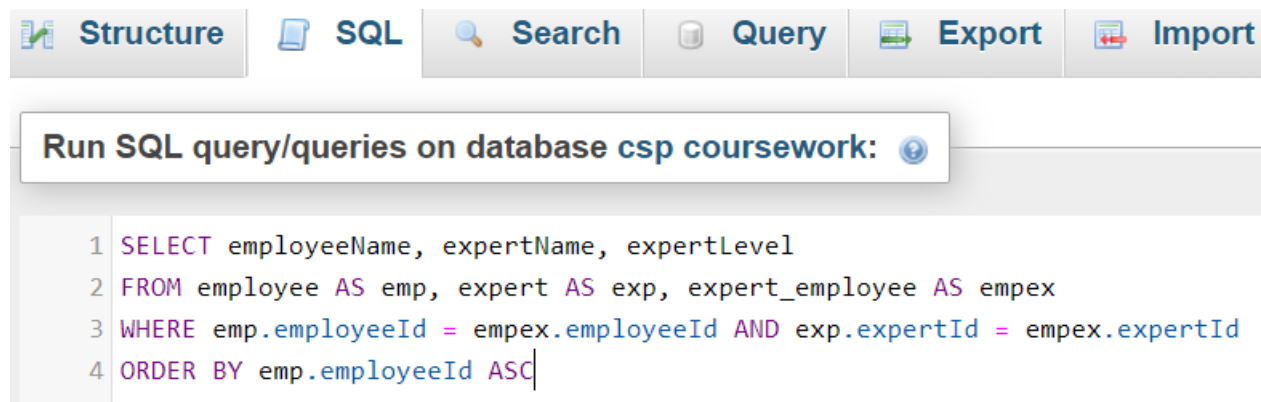 Structure SQL Search Query Export Import
Run SQL query/queries on database csp coursework:
1 SELECT employeeName, expertName, expertLevel
2 FROM employee AS emp, expert AS exp, expert_employee AS empex
3 WHERE emp.employeeId = empex.employeeId AND exp.expertId = empex.expertId
4 ORDER BY emp.employeeId ASC